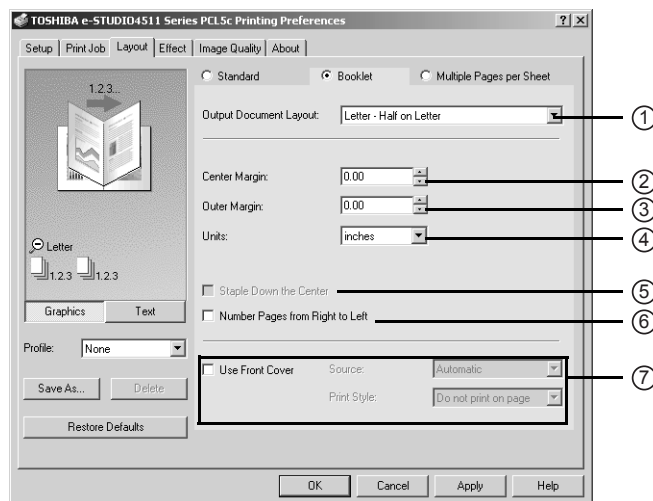 TOSHIBA e-STUDIO4511 Series PCL5c Printing Preferences
Setup Print Job Layout Effect Image Quality About
Standard Booklet Multiple Pages per Sheet
1.2.3...
Output Document Layout: Letter - Half on Letter 1
Center Margin: 0.00 2
Outer Margin: 0.00 3
Units: inches 4
Letter
1.2.3 1.2.3
Staple Down the Center 5
Graphics Text
Number Pages from Right to Left 6
Profile: None
Use Front Cover Source: Automatic 7
Save As... Delete
Print Style: Do not print on page
Restore Defaults
OK Cancel Apply Help